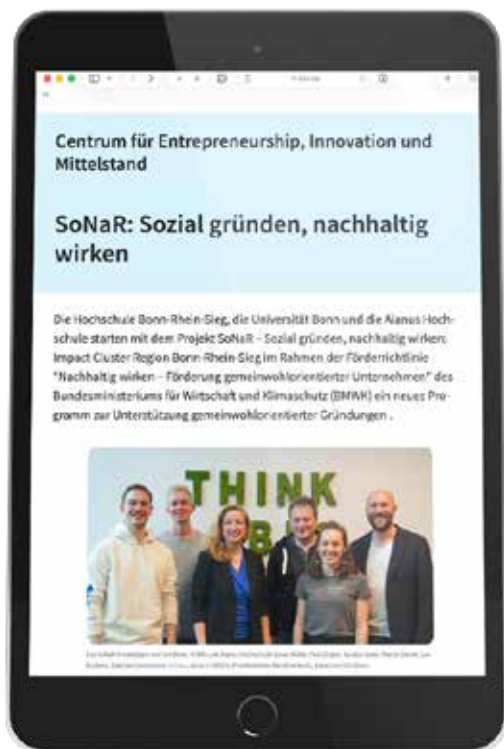 Centrum für Entrepreneurship, Innovation und
Mittelstand
SoNaR: Sozial gründen, nachhaltig
wirken
Die Hochschule Bonn-Rhein-Sieg, die Universität Bonn und die Alanus Hoch-
schule starten mit dem Projekt SoNaR – Sozial gründen, nachhaltig wirken:
Impact Cluster Region Bonn-Rhein-Sieg im Rahmen der Förderrichtlinie
"Nachhaltig wirken – Förderung gemeinwohlorientierter Unternehmen" des
Bundesministeriums für Wirtschaft und Klimaschutz (BMWK) ein neues Pro-
gramm zur Unterstützung gemeinwohlorientierter Gründungen .
THINK